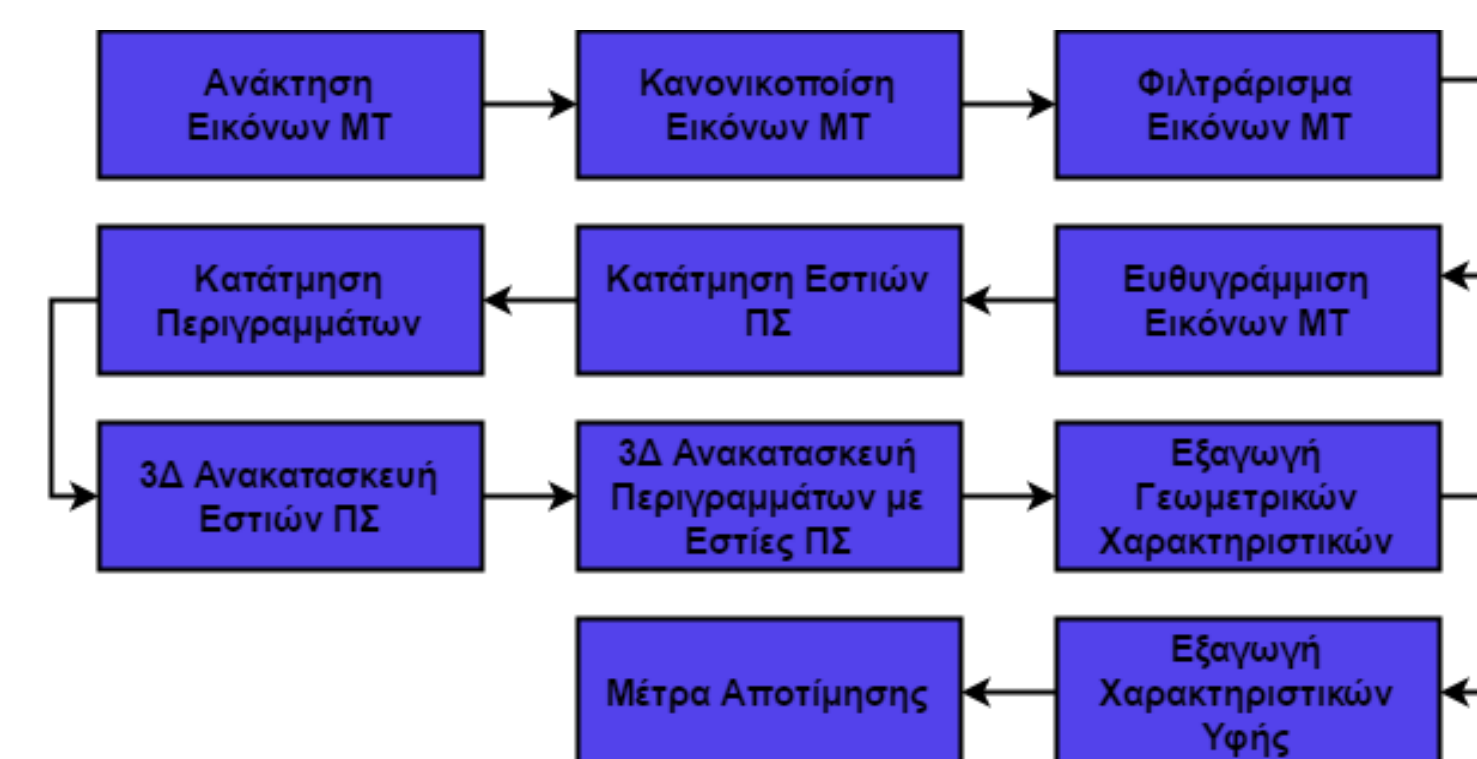 Ανάκτηση
Εικόνων ΜΤ
Κανονικοποίση
Εικόνων ΜΤ
Φιλτράρισμα
Εικόνων ΜΤ
Κατάτμηση
Περιγραμμάτων
Κατάτμηση Εστιών
ΠΣ
Ευθυγράμμιση
Εικόνων ΜΤ
3Δ Ανακατασκευή
Εστιών ΠΣ
3Δ Ανακατασκευή
Περιγραμμάτων με
Εστίες ΠΣ
Εξαγωγή
Γεωμετρικών
Χαρακτηριστικών
Μέτρα Αποτίμησης
Εξαγωγή
Χαρακτηριστικών
Υφής